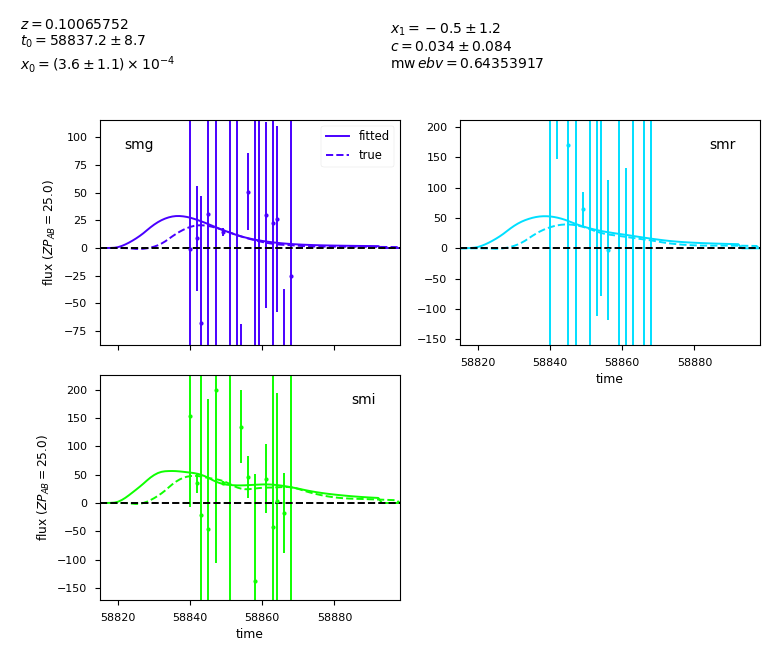 z = 0.10065752
t₀ = 58837.2 ± 8.7
x₀ = (3.6 ± 1.1) × 10⁻⁴
x₁ = −0.5 ± 1.2
c = 0.034 ± 0.084
mw ebv = 0.64353917
smg
fitted
true
100
75
50
25
0
−25
−50
−75
flux (ZP_AB = 25.0)
smr
200
150
100
50
0
−50
−100
−150
58820 58840 58860 58880
time
smi
200
150
100
50
0
−50
−100
−150
flux (ZP_AB = 25.0)
58820 58840 58860 58880
time